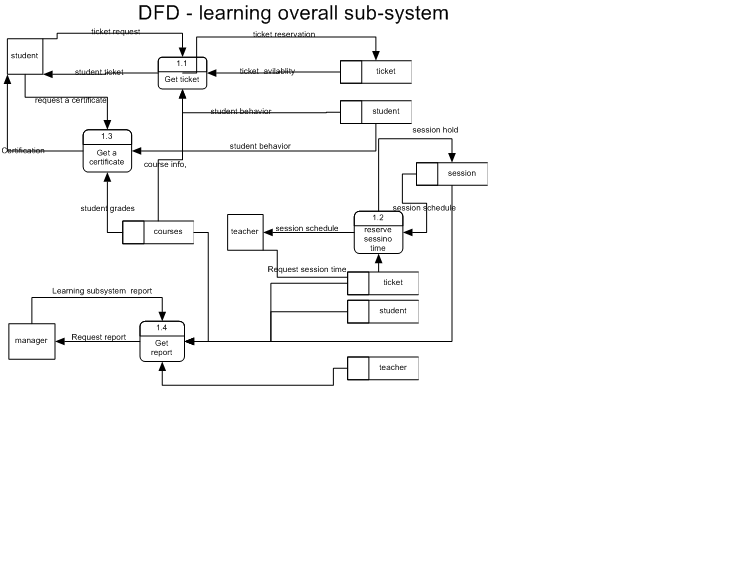 DFD - learning overall sub-system
ticket request
ticket reservation
student
1.1
Get ticket
student ticket
ticket avilablity
ticket
request a certificate
student behavior
student
session hold
1.3
Get a
certificate
Certification
student behavior
course info,
session
student grades
session schedule
courses
teacher
session schedule
1.2
reserve
sessino
time
Request session time
ticket
Learning subsystem report
student
manager
Request report
1.4
Get
report
teacher